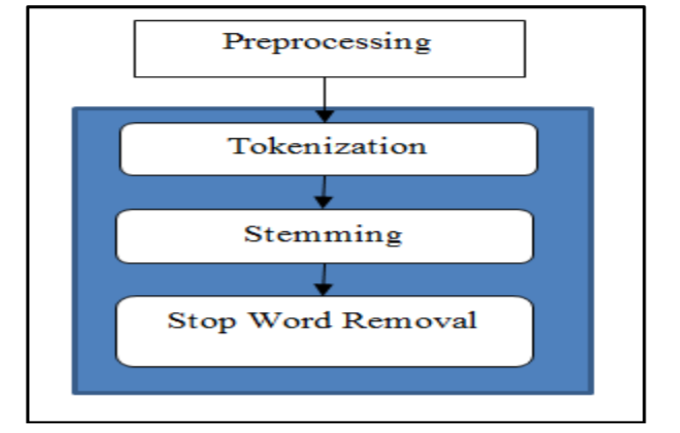 Preprocessing
Tokenization
Stemming
Stop Word Removal